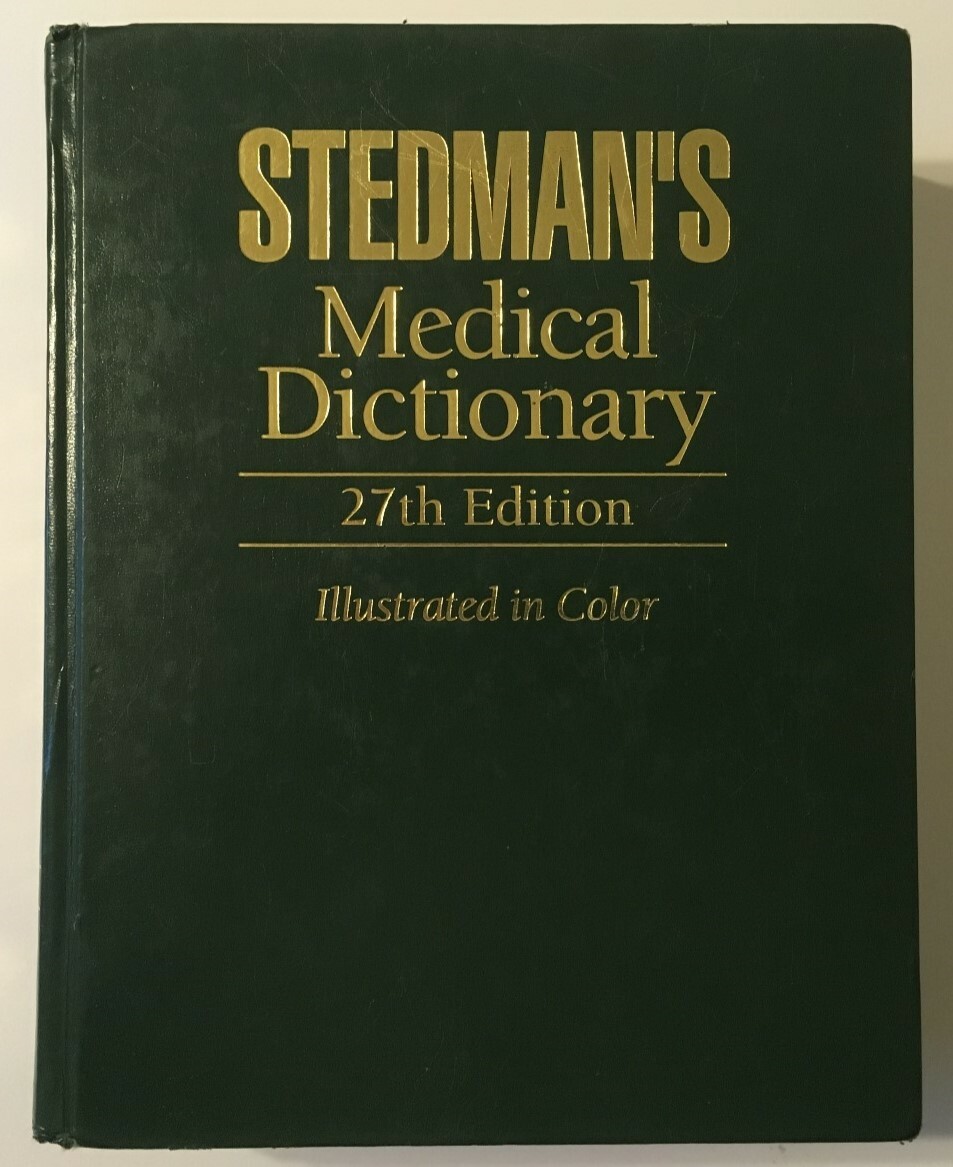 STEDMAN'S
Medical
Dictionary
27th Edition
Illustrated in Color